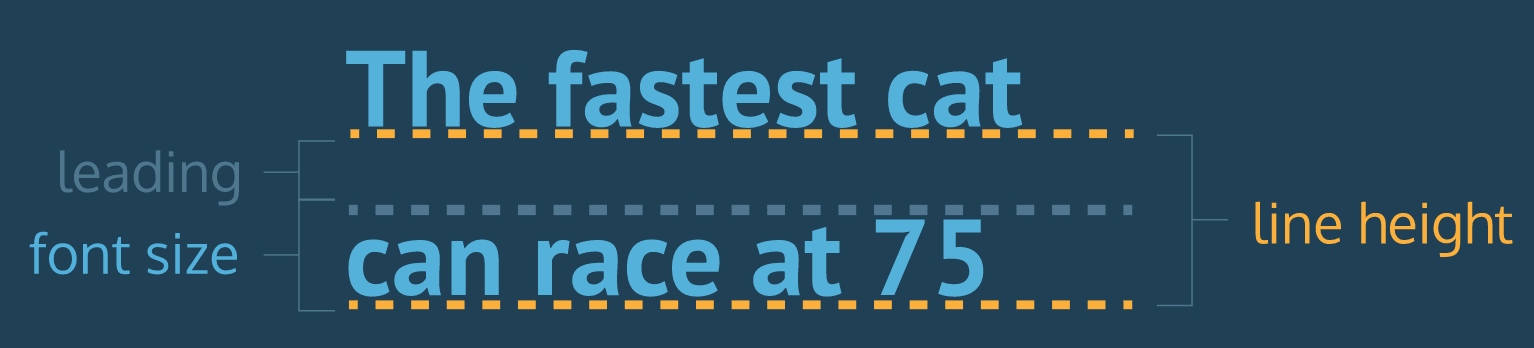 The fastest cat
leading
line height
font size
can race at 75